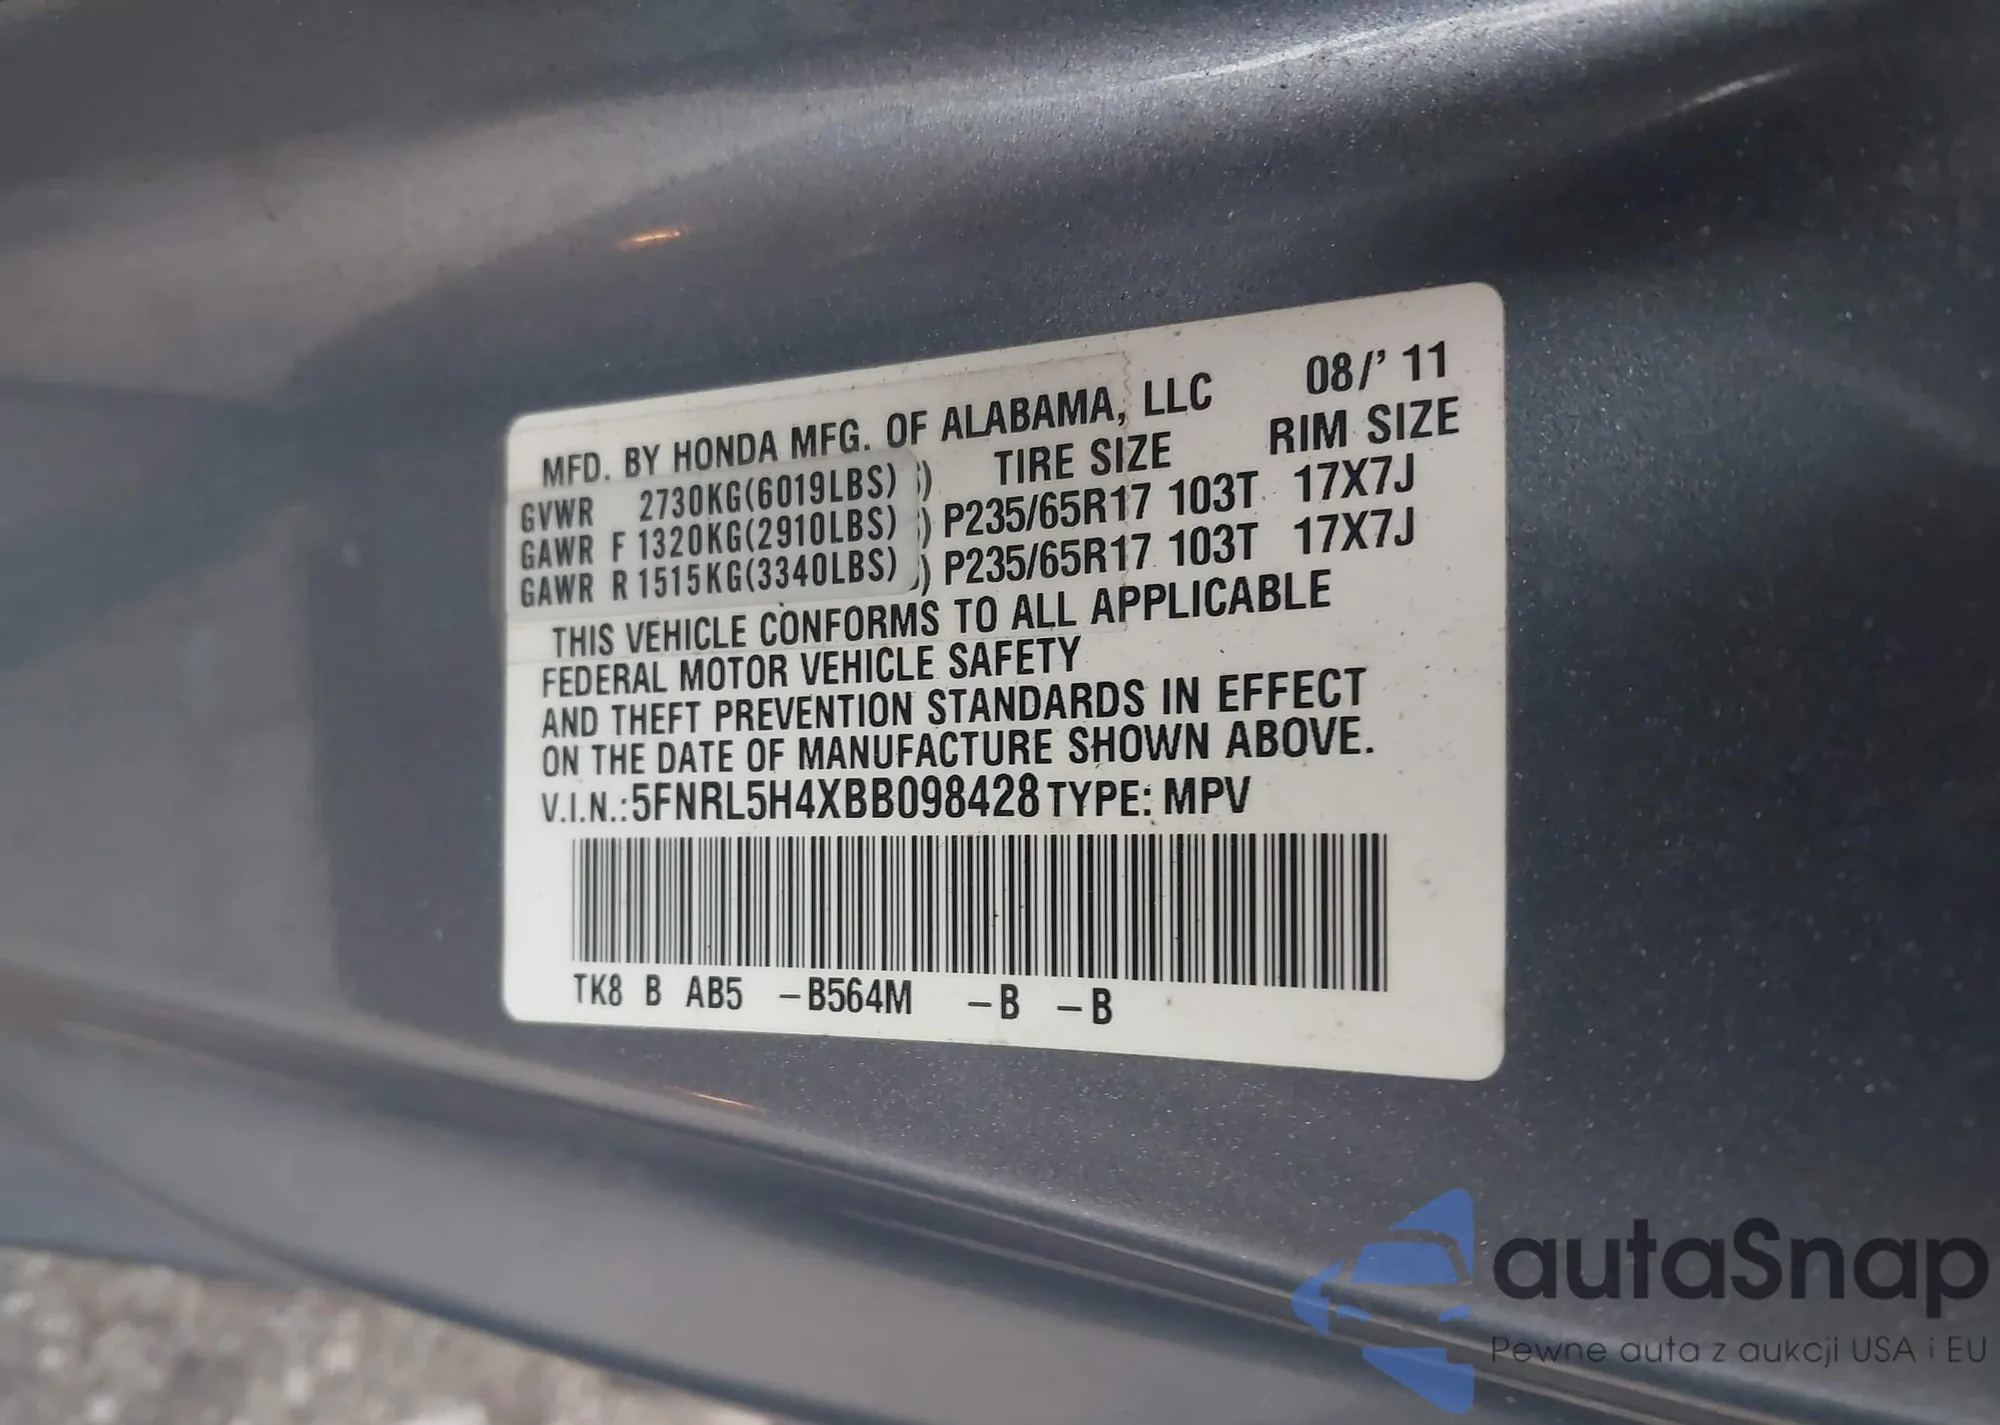 MFD. BY HONDA MFG. OF ALABAMA, LLC 08/'11
TIRE SIZE RIM SIZE
GVWR 2730KG(6019LBS)
GAWR F 1320KG(2910LBS) P235/65R17 103T 17X7J
GAWR R 1515KG(3340LBS) P235/65R17 103T 17X7J
THIS VEHICLE CONFORMS TO ALL APPLICABLE
FEDERAL MOTOR VEHICLE SAFETY
AND THEFT PREVENTION STANDARDS IN EFFECT
ON THE DATE OF MANUFACTURE SHOWN ABOVE.
V.I.N.:5FNRL5H4XBB098428 TYPE: MPV
TK8 B AB5 -B564M -B -B
autaSnap
Pewne auta z aukcji USA i EU